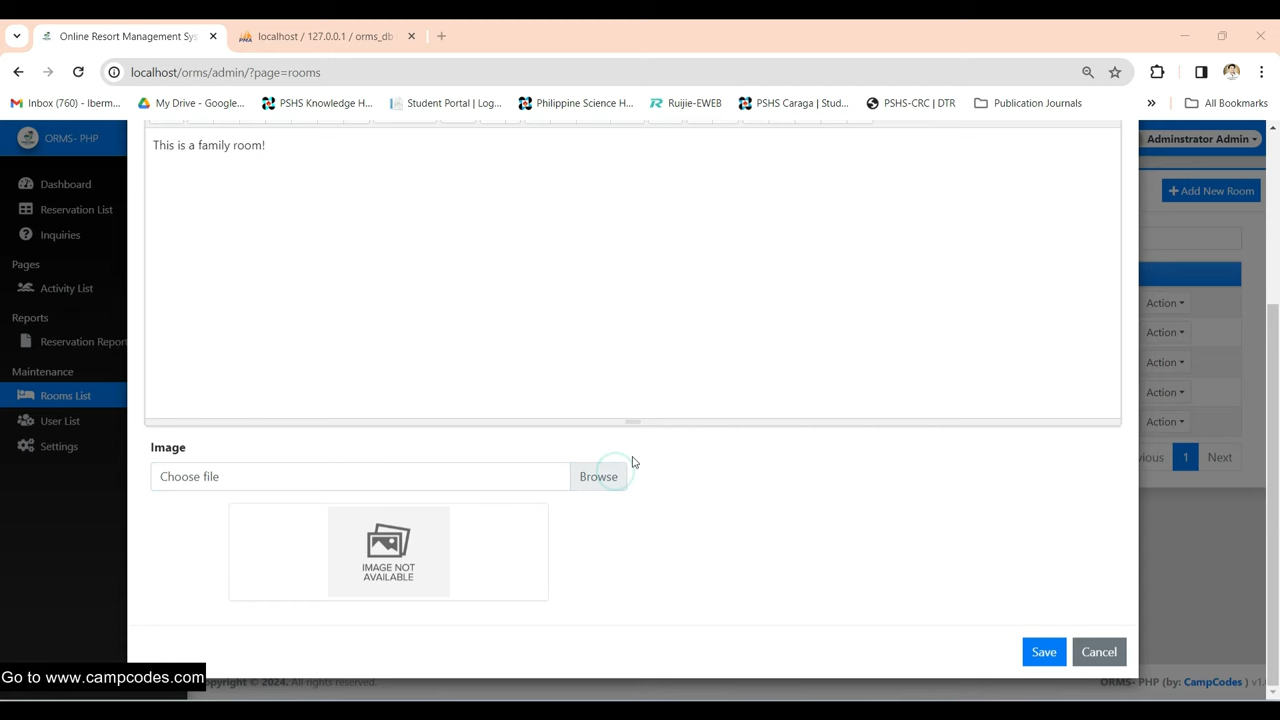 Online Resort Management Sys
localhost / 127.0.0.1 / orms_db
localhost/orms/admin/?page=rooms
Inbox (760) - Iberm...
My Drive - Google...
PSHS Knowledge H...
Student Portal | Log...
Philippine Science H...
Ruijie-EWEB
PSHS Caraga | Stud...
PSHS-CRC | DTR
Publication Journals
All Bookmarks
ORMS- PHP
Adminstrator Admin
This is a family room!
Dashboard
Add New Room
Reservation List
Inquiries
Pages
Activity List
Action
Reports
Action
Reservation Report
Action
Maintenance
Rooms List
Action
User List
Action
Settings
Image
vious
1
Next
Choose file
Browse
IMAGE NOT
AVAILABLE
Save
Cancel
Go to www.campcodes.com
pyright © 2024. All rights reserved.
ORMS- PHP (by: CampCodes ) v1.